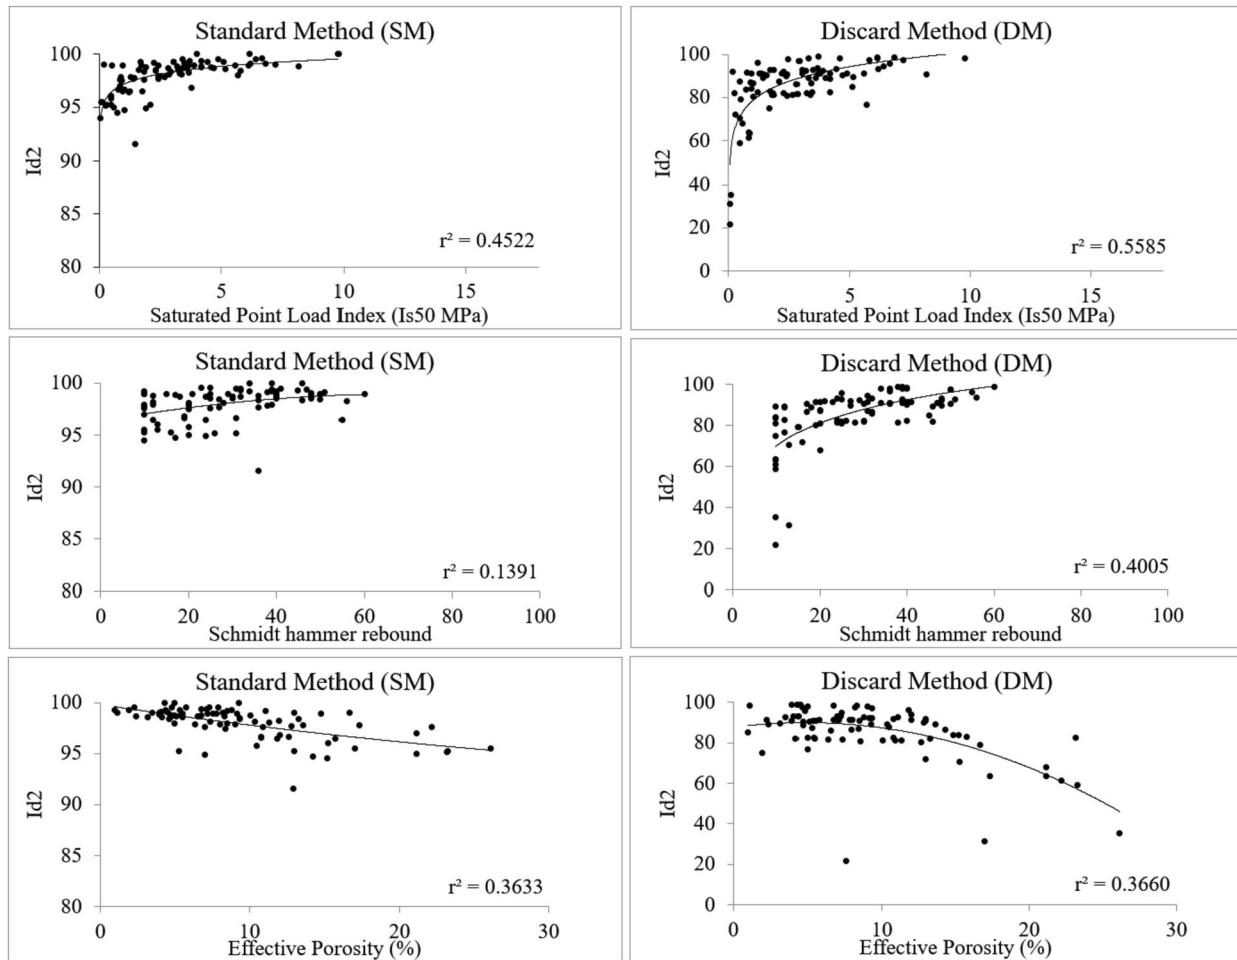 Standard Method (SM)
100
95
90
85
80
Id2
r² = 0.4522
0 5 10 15
Saturated Point Load Index (Is50 MPa)
Discard Method (DM)
100
80
60
40
20
0
Id2
r² = 0.5585
0 5 10 15
Saturated Point Load Index (Is50 MPa)
Standard Method (SM)
100
95
90
85
80
Id2
r² = 0.1391
0 20 40 60 80 100
Schmidt hammer rebound
Discard Method (DM)
100
80
60
40
20
0
Id2
r² = 0.4005
0 20 40 60 80 100
Schmidt hammer rebound
Standard Method (SM)
100
95
90
85
80
Id2
r² = 0.3633
0 10 20 30
Effective Porosity (%)
Discard Method (DM)
100
80
60
40
20
0
Id2
r² = 0.3660
0 10 20 30
Effective Porosity (%)